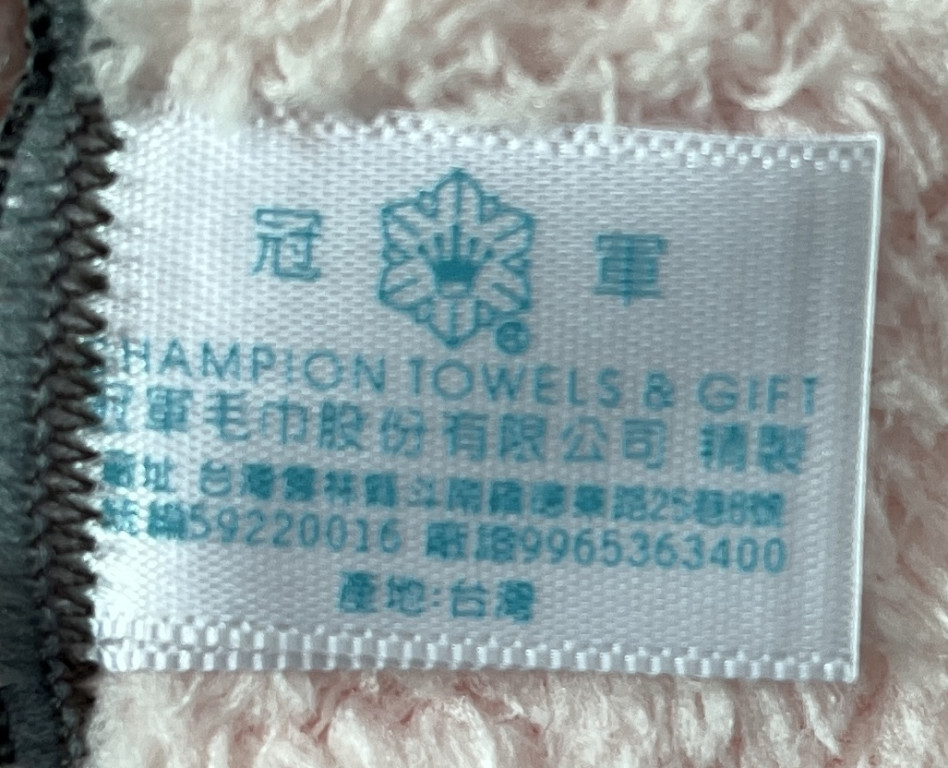 冠 軍
®
HAMPION TOWELS & GIFT
冠軍毛巾股份有限公司 精製
廠址 台灣雲林縣斗南鎮 路25巷8號
統編59220016 廠證9965363400
產地:台灣